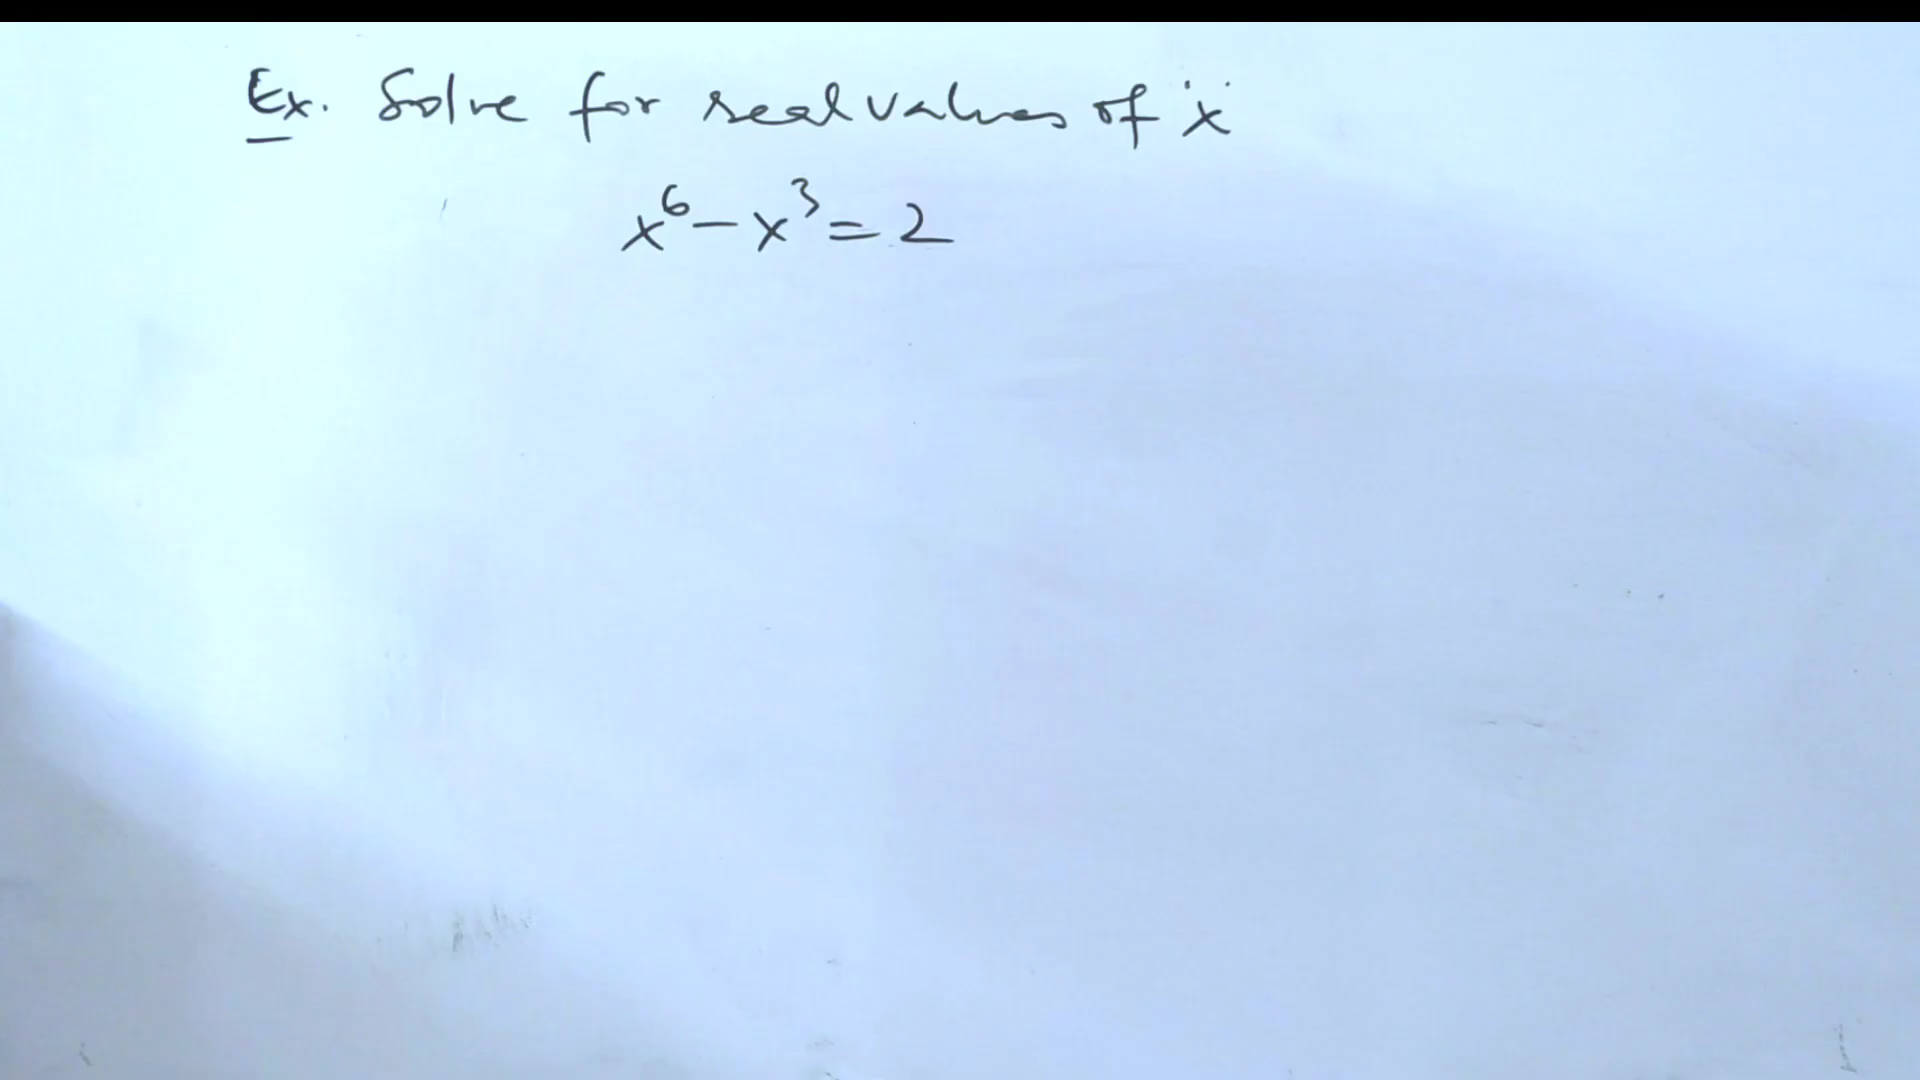 Ex. Solve for real values of 'x'
x⁶ - x³ = 2